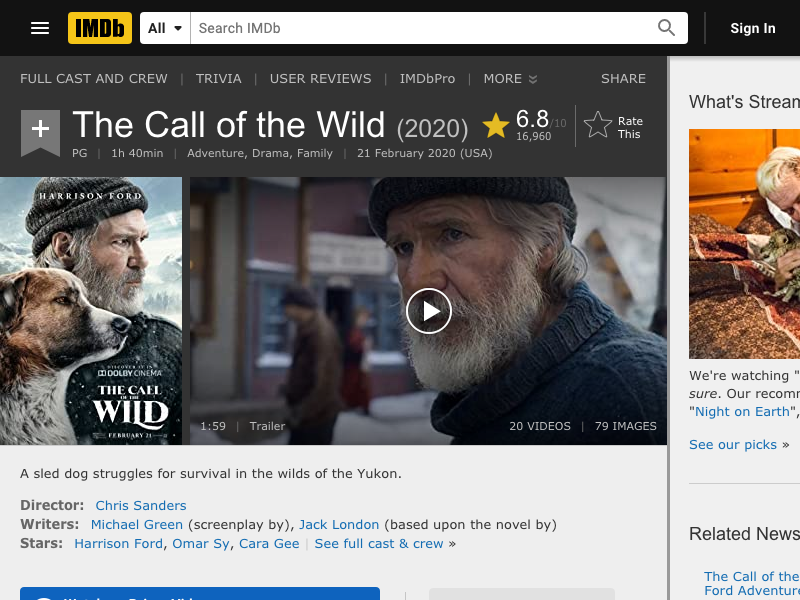 IMDb
All
Search IMDb
Sign In
FULL CAST AND CREW | TRIVIA | USER REVIEWS | IMDbPro | MORE
SHARE
+
The Call of the Wild (2020)
6.8/10
16,960
Rate This
PG | 1h 40min | Adventure, Drama, Family | 21 February 2020 (USA)
HARRISON FORD
DISCOVER IT IN
DOLBY CINEMA
THE CALL
OF THE
WILD
FEBRUARY 21
1:59 | Trailer
20 VIDEOS | 79 IMAGES
A sled dog struggles for survival in the wilds of the Yukon.
Director: Chris Sanders
Writers: Michael Green (screenplay by), Jack London (based upon the novel by)
Stars: Harrison Ford, Omar Sy, Cara Gee | See full cast & crew »
What's Stream
We're watching "
sure. Our recom
"Night on Earth",
See our picks »
Related News
The Call of the
Ford Adventure